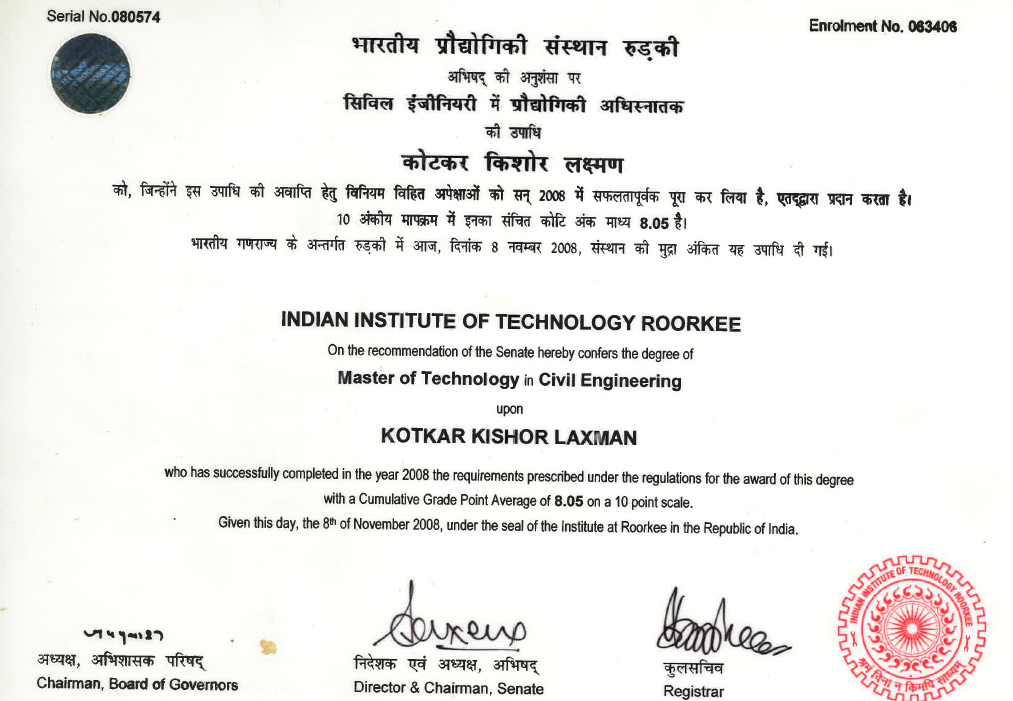 Serial No.080574
Enrolment No. 063406
भारतीय प्रौद्योगिकी संस्थान रुड़की
अभिषद् की अनुशंसा पर
सिविल इंजीनियरी में प्रौद्योगिकी अधिस्नातक
की उपाधि
कोटकर किशोर लक्ष्मण
को, जिन्होंने इस उपाधि की अवाप्ति हेतु विनियम विहित अपेक्षाओं को सन् 2008 में सफलतापूर्वक पूरा कर लिया है, एतद्द्वारा प्रदान करता है।
10 अंकीय मापक्रम में इनका संचित कोटि अंक माध्य 8.05 है।
भारतीय गणराज्य के अन्तर्गत रुड़की में आज, दिनांक 8 नवम्बर 2008, संस्थान की मुद्रा अंकित यह उपाधि दी गई।
INDIAN INSTITUTE OF TECHNOLOGY ROORKEE
On the recommendation of the Senate hereby confers the degree of
Master of Technology in Civil Engineering
upon
KOTKAR KISHOR LAXMAN
who has successfully completed in the year 2008 the requirements prescribed under the regulations for the award of this degree
with a Cumulative Grade Point Average of 8.05 on a 10 point scale.
Given this day, the 8th of November 2008, under the seal of the Institute at Roorkee in the Republic of India.
अध्यक्ष, अभिशासक परिषद्
Chairman, Board of Governors
निदेशक एवं अध्यक्ष, अभिषद्
Director & Chairman, Senate
कुलसचिव
Registrar
INDIAN INSTITUTE OF TECHNOLOGY ROORKEE
श्रमं विना न किमपि साध्यम्